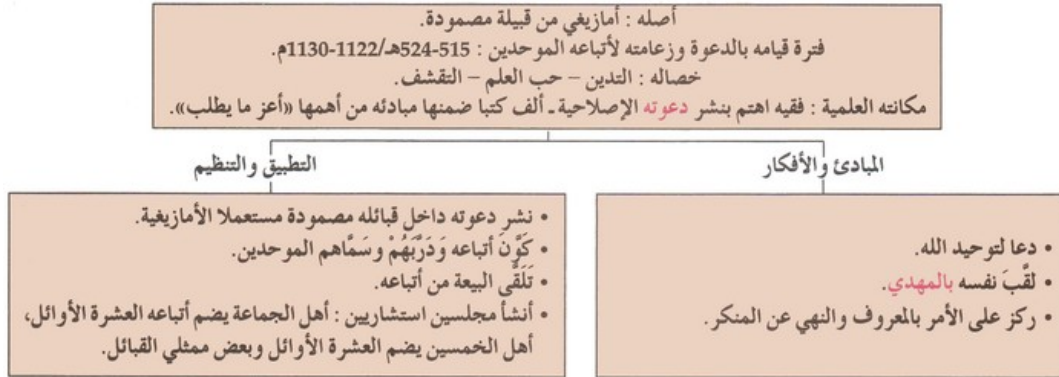 أصله : أمازيغي من قبيلة مصمودة.
فترة قيامه بالدعوة وزعامته لأتباعه الموحدين : 515-524هـ/1122-1130م.
خصاله : التدين – حب العلم – التقشف.
مكانته العلمية : فقيه اهتم بنشر دعوته الإصلاحية ـ ألف كتبا ضمنها مبادئه من أهمها «أعز ما يطلب».
المبادئ والأفكار
• دعا لتوحيد الله.
• لقَّبَ نفسه بالمهدي.
• ركز على الأمر بالمعروف والنهي عن المنكر.
التطبيق والتنظيم
• نشر دعوته داخل قبائله مصمودة مستعملا الأمازيغية.
• كَوَّنَ أتباعه وَدَرَّبَهُمْ وسَمَّاهم الموحدين.
• تَلَقَّى البيعة من أتباعه.
• أنشأ مجلسين استشاريين : أهل الجماعة يضم أتباعه العشرة الأوائل،
أهل الخمسين يضم العشرة الأوائل وبعض ممثلي القبائل.